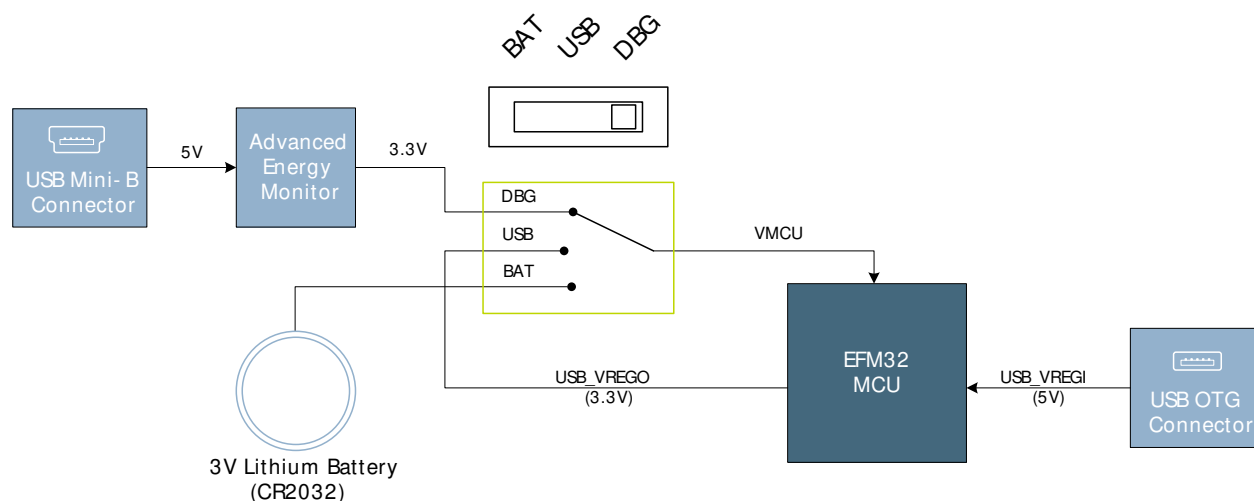 BAT USB DBG
USB Mini-B
Connector
5V
Advanced
Energy
Monitor
3.3V
DBG
USB
BAT
VMCU
EFM32
MCU
USB_VREGO
(3.3V)
USB_VREGI
(5V)
USB OTG
Connector
3V Lithium Battery
(CR2032)